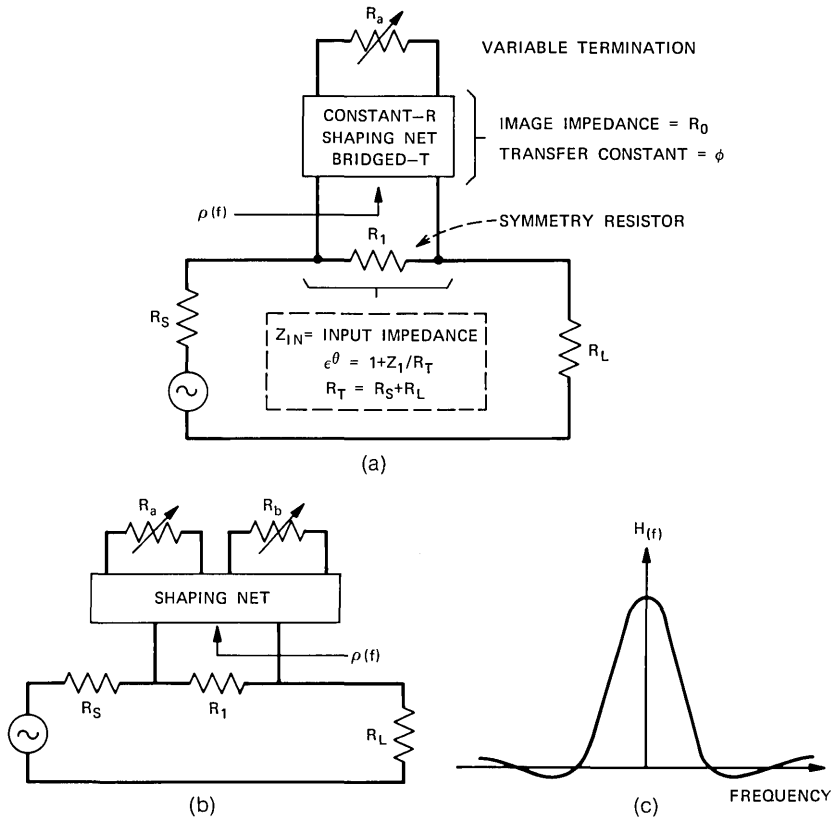 Ra
VARIABLE TERMINATION
CONSTANT-R
SHAPING NET
BRIDGED-T
IMAGE IMPEDANCE = R0
TRANSFER CONSTANT = ϕ
ρ(f)
R1
SYMMETRY RESISTOR
RS
ZIN= INPUT IMPEDANCE
ϵ^θ = 1+Z1/RT
RT = RS+RL
RL
(a)
Ra
Rb
SHAPING NET
ρ(f)
RS
R1
RL
(b)
H(f)
FREQUENCY
(c)